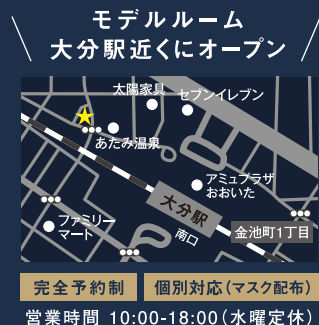 モデルルーム
大分駅近くにオープン
太陽家具
セブンイレブン
あたみ温泉
アミュプラザ
おおいた
大分駅
ファミリー
マート
南口
金池町1丁目
完全予約制
個別対応(マスク配布)
営業時間 10:00-18:00(水曜定休)